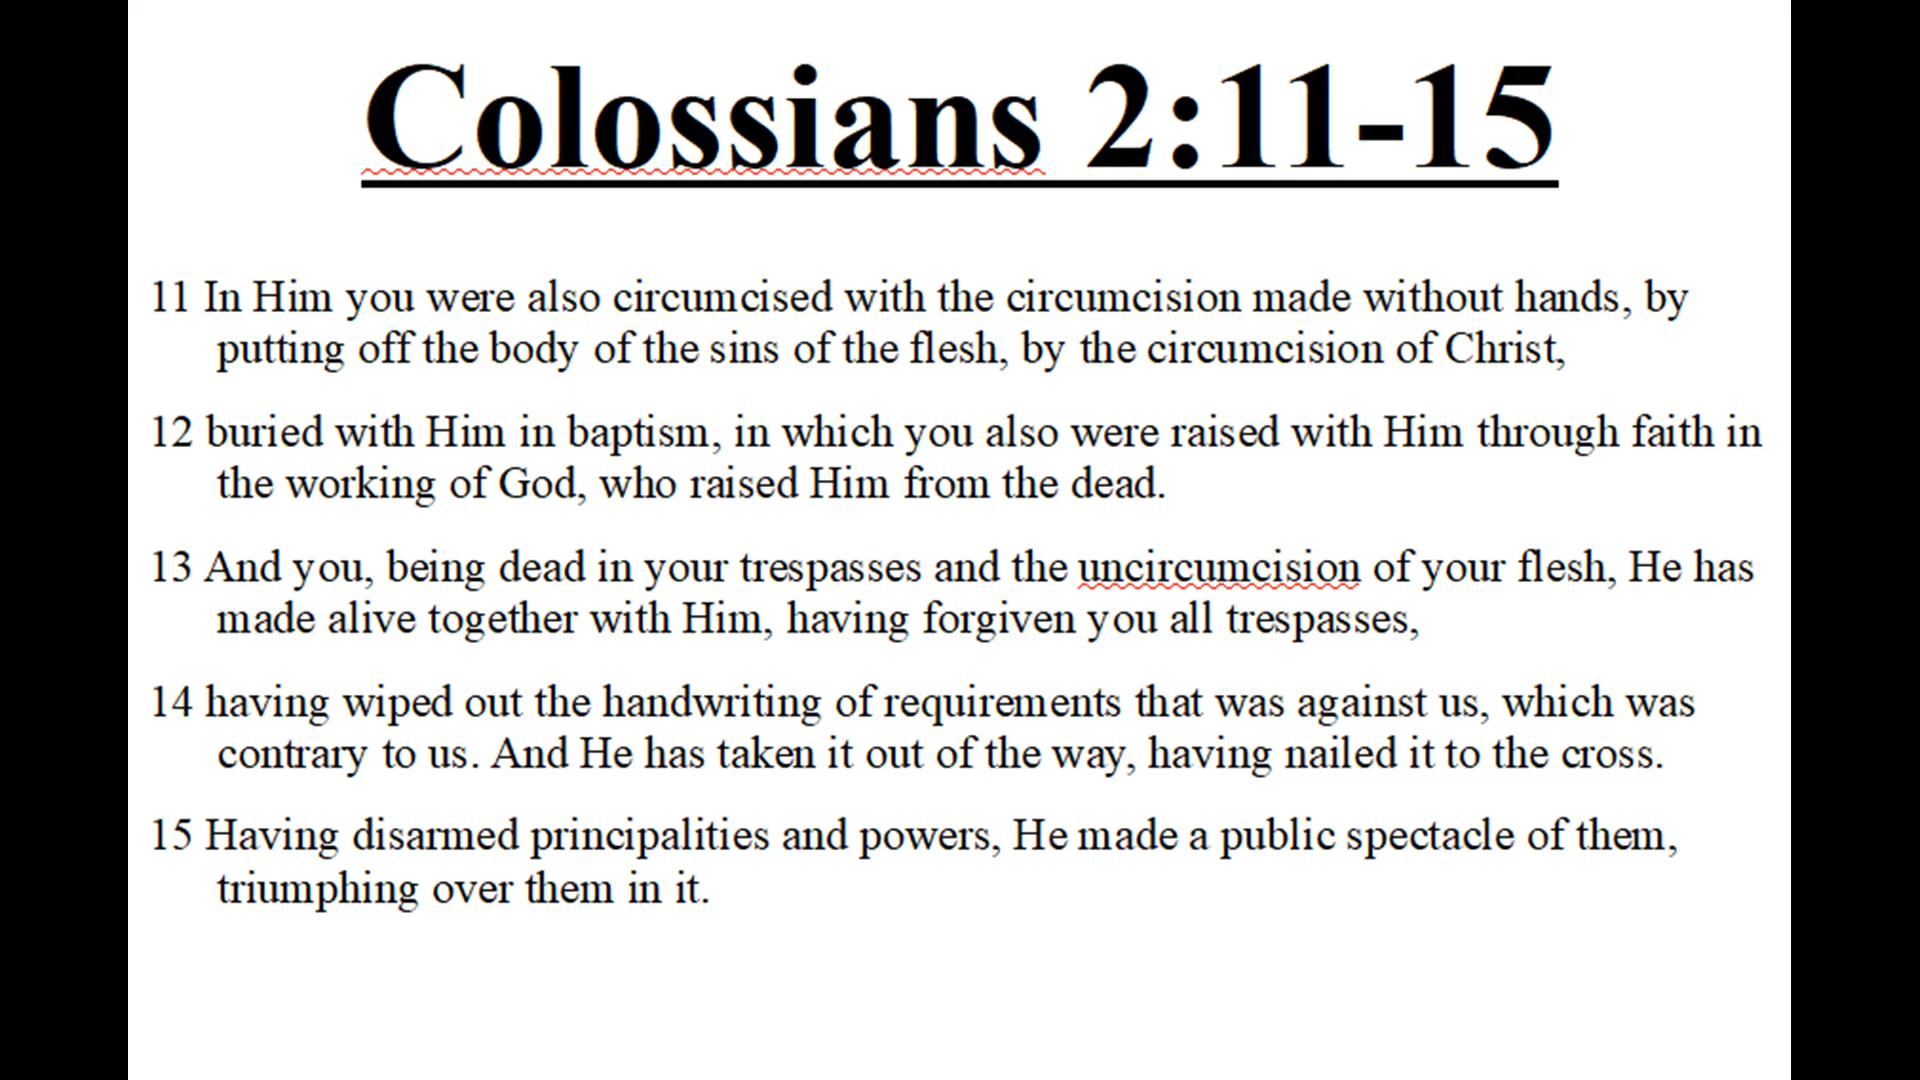 Colossians 2:11-15
11 In Him you were also circumcised with the circumcision made without hands, by
putting off the body of the sins of the flesh, by the circumcision of Christ,
12 buried with Him in baptism, in which you also were raised with Him through faith in
the working of God, who raised Him from the dead.
13 And you, being dead in your trespasses and the uncircumcision of your flesh, He has
made alive together with Him, having forgiven you all trespasses,
14 having wiped out the handwriting of requirements that was against us, which was
contrary to us. And He has taken it out of the way, having nailed it to the cross.
15 Having disarmed principalities and powers, He made a public spectacle of them,
triumphing over them in it.